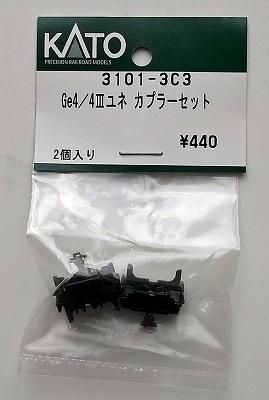 KATO
PRECISION RAILROAD MODELS
3101-3C3
Ge4/4Ⅲユネ カプラーセット
¥440
2個入り